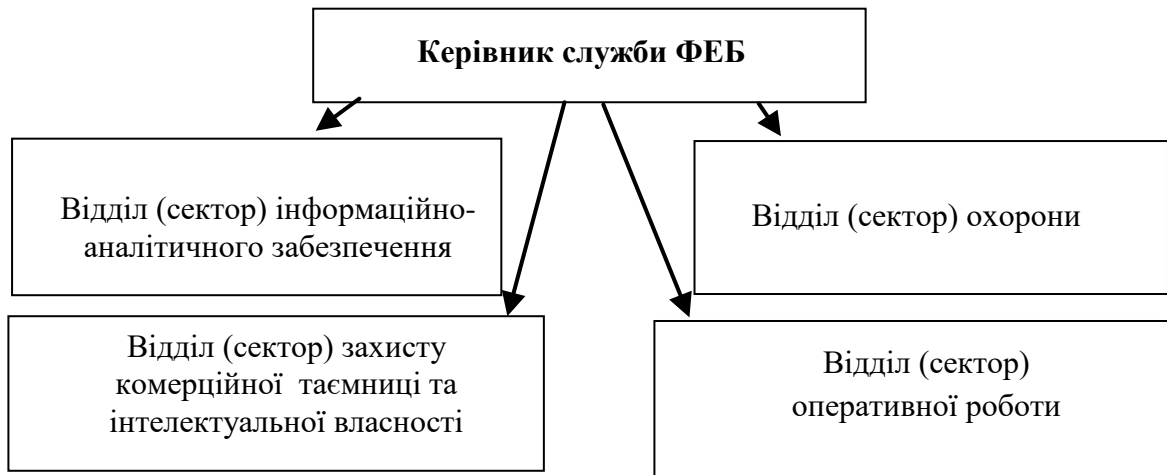 Керівник служби ФЕБ
Відділ (сектор) інформаційно-
аналітичного забезпечення
Відділ (сектор) охорони
Відділ (сектор) захисту
комерційної таємниці та
інтелектуальної власності
Відділ (сектор)
оперативної роботи